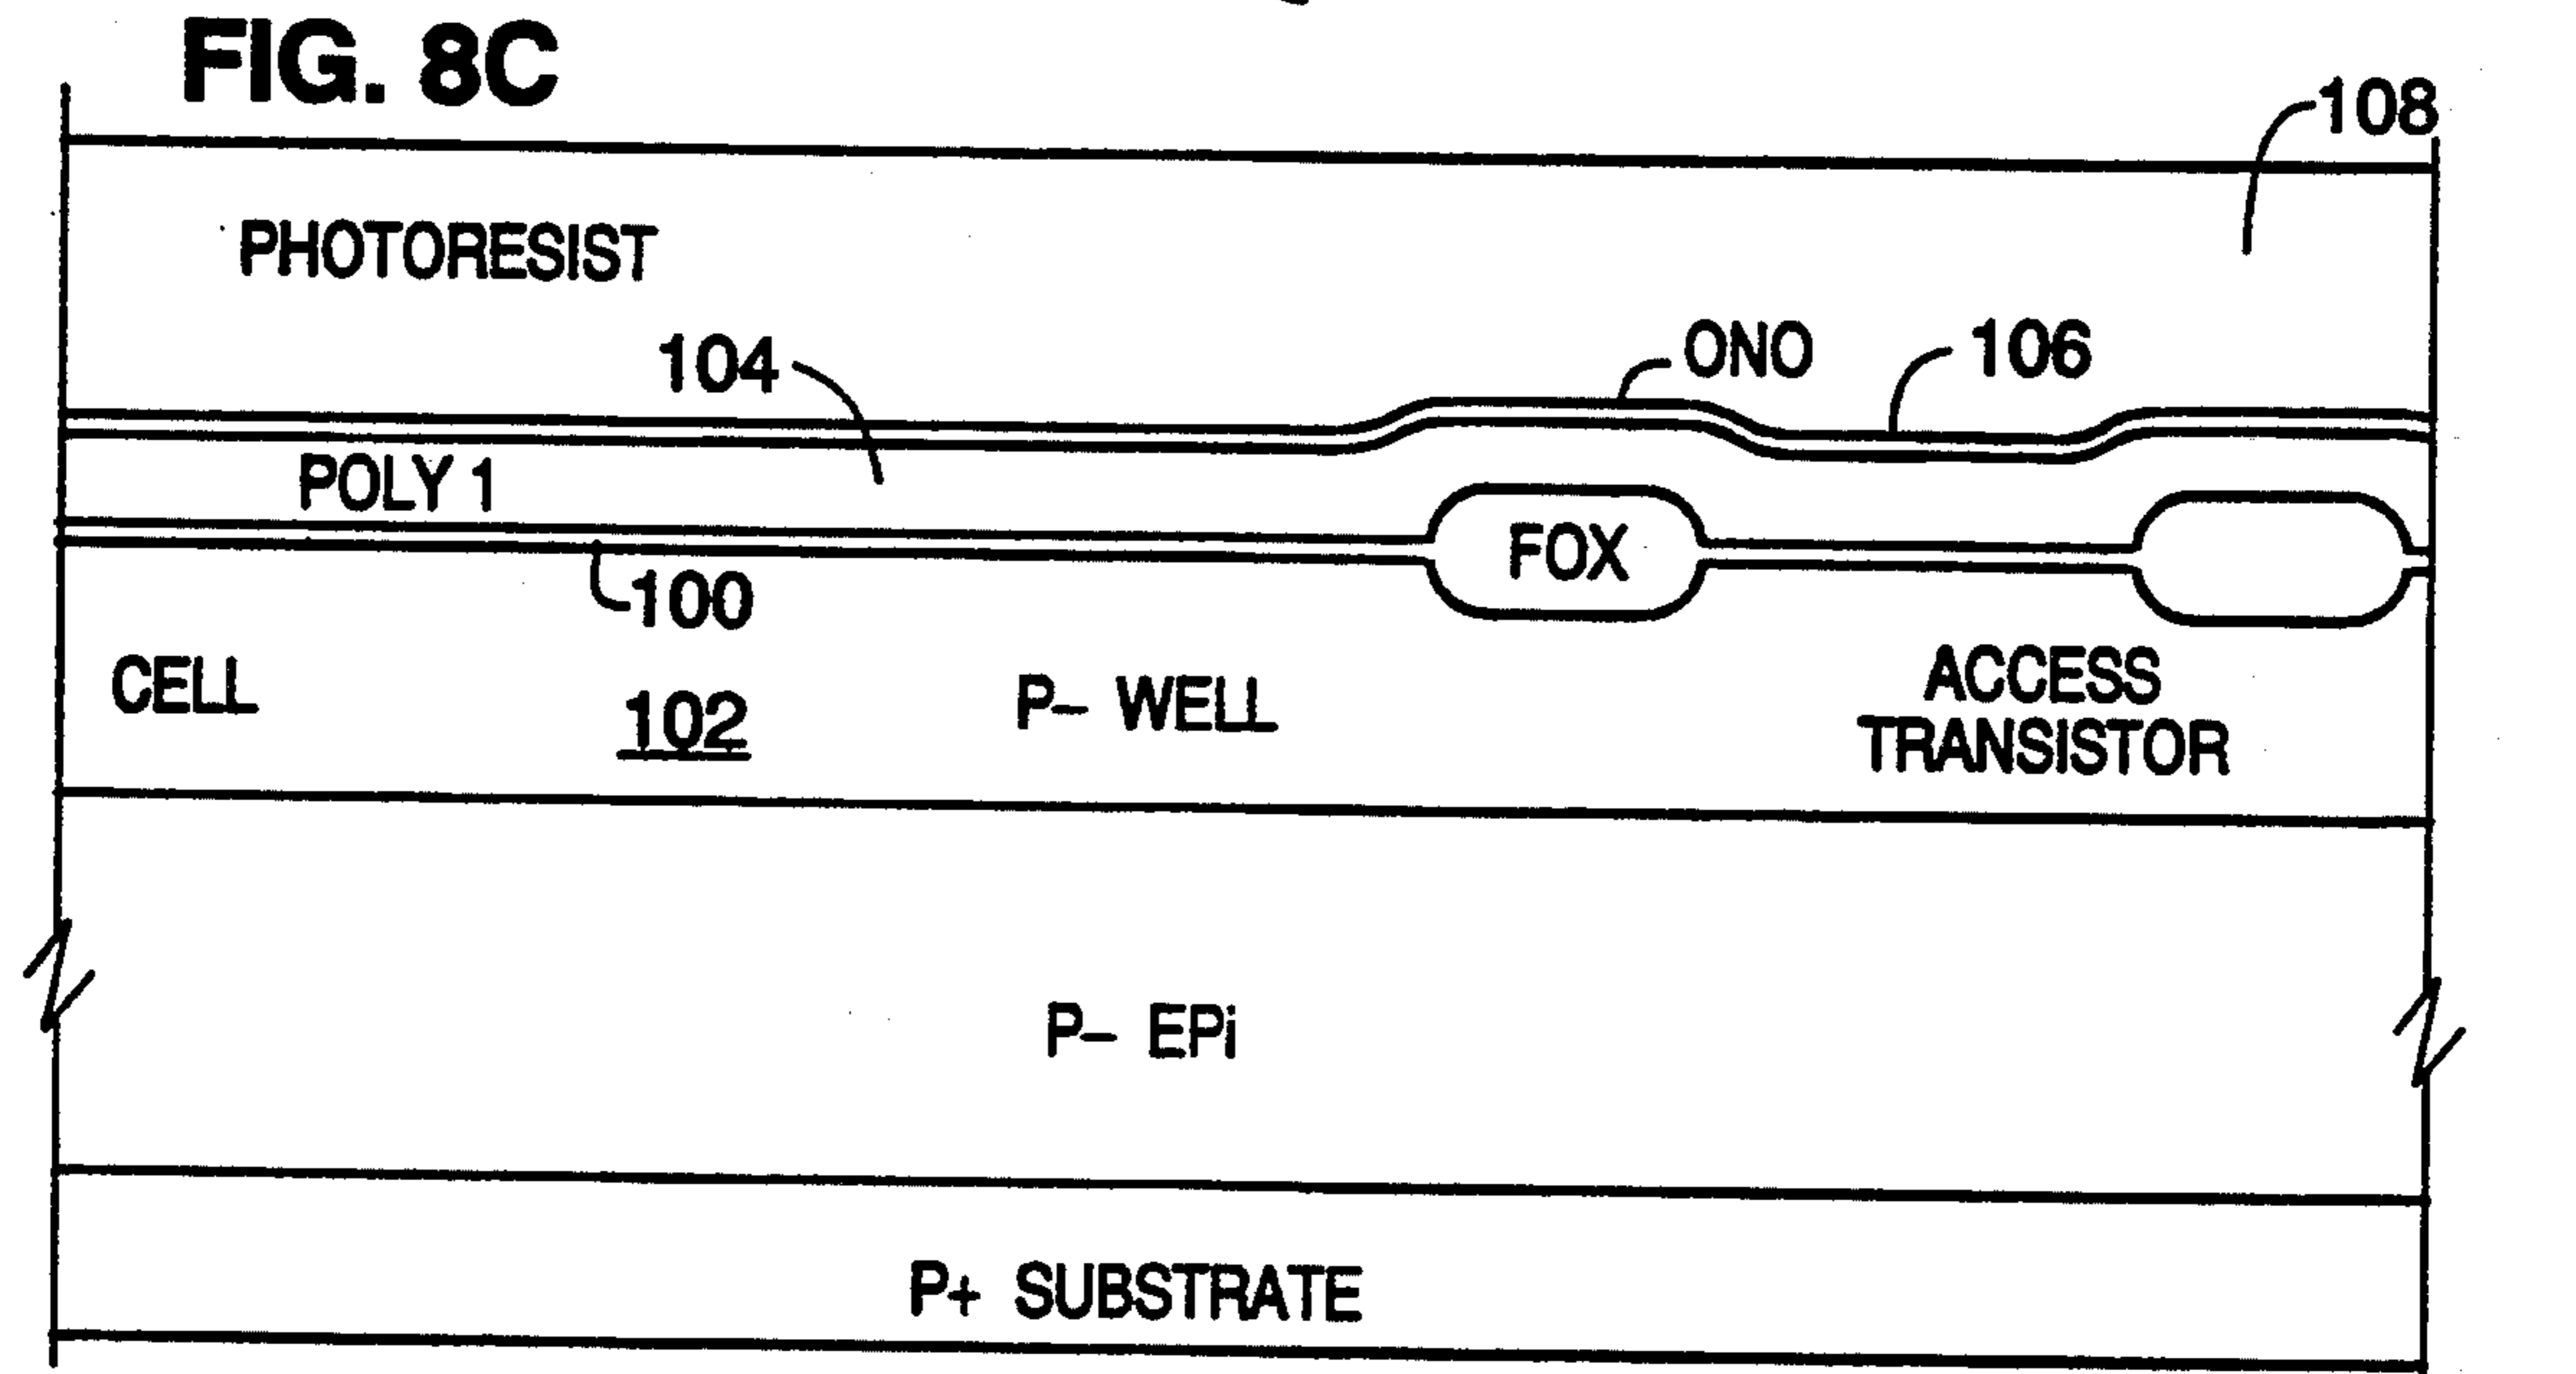 FIG. 8C
108
PHOTORESIST
ONO
106
104
POLY 1
FOX
100
CELL
102
P– WELL
ACCESS
TRANSISTOR
P– EPi
P+ SUBSTRATE